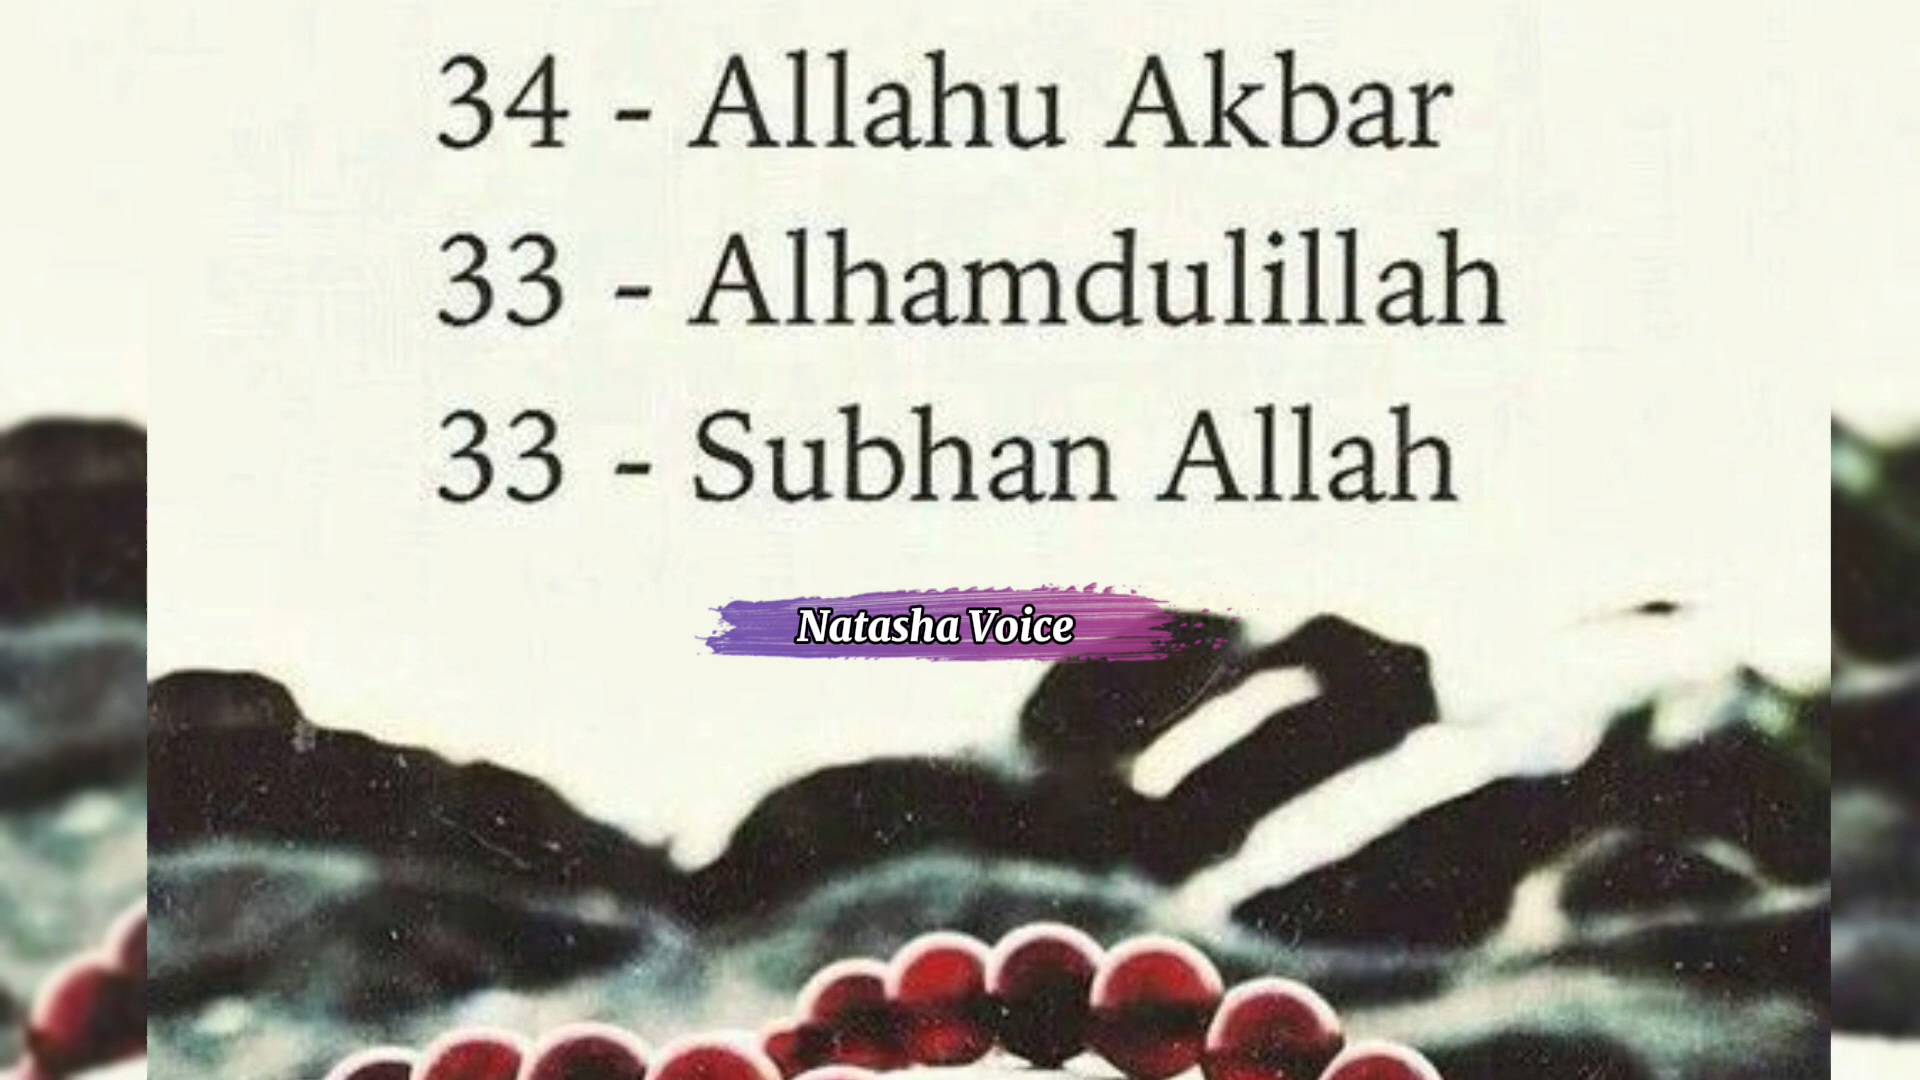 34 - Allahu Akbar
33 - Alhamdulillah
33 - Subhan Allah
Natasha Voice